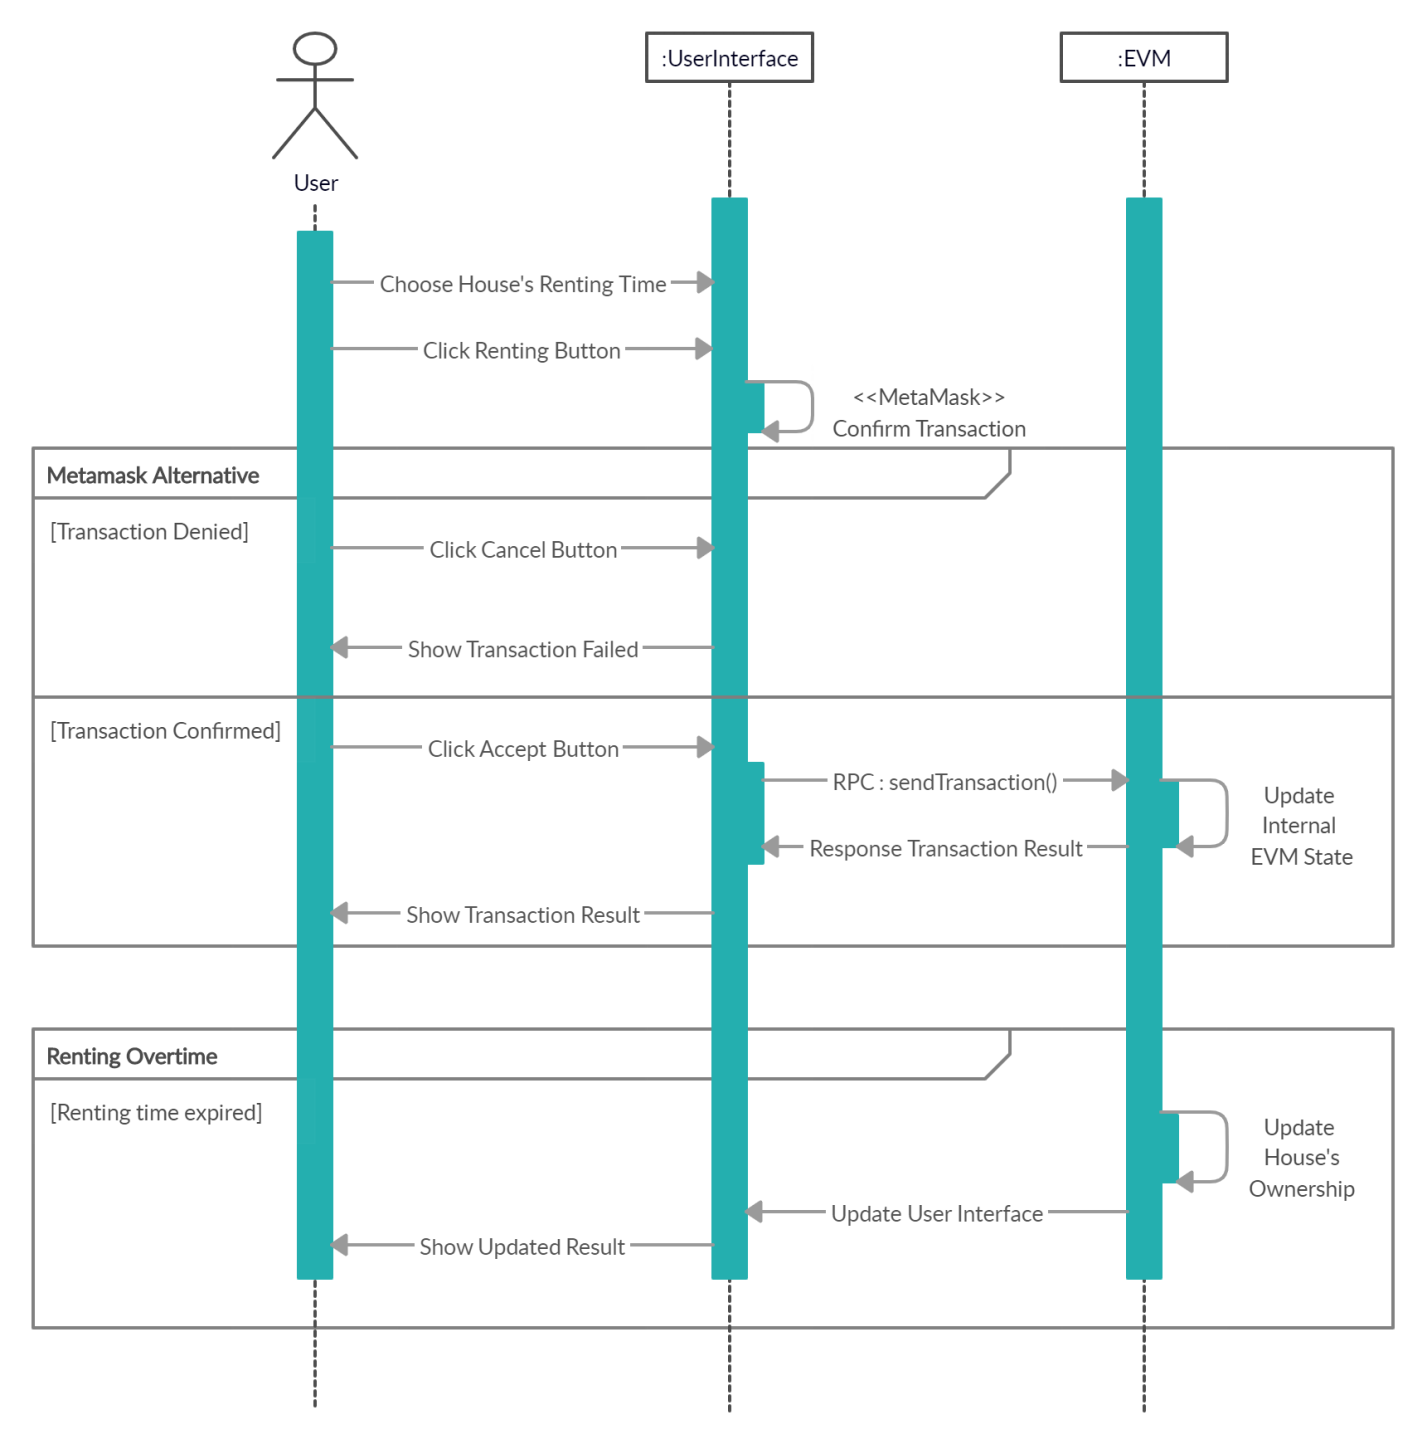 :UserInterface
:EVM
User
Choose House's Renting Time
Click Renting Button
<<MetaMask>>
Confirm Transaction
Metamask Alternative
[Transaction Denied]
Click Cancel Button
Show Transaction Failed
[Transaction Confirmed]
Click Accept Button
RPC : sendTransaction()
Update
Internal
EVM State
Response Transaction Result
Show Transaction Result
Renting Overtime
[Renting time expired]
Update
House's
Ownership
Update User Interface
Show Updated Result